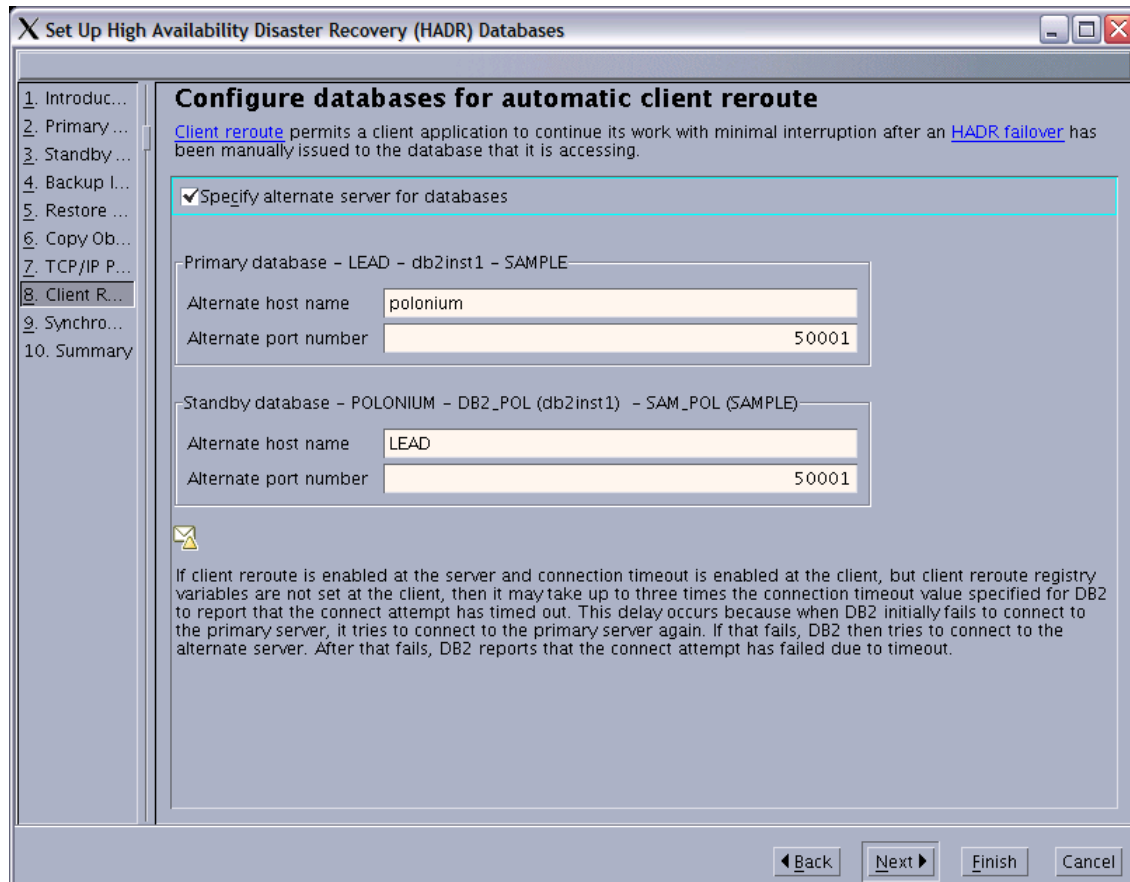 X Set Up High Availability Disaster Recovery (HADR) Databases
1. Introduc...
2. Primary ...
3. Standby ...
4. Backup I...
5. Restore ...
6. Copy Ob...
7. TCP/IP P...
8. Client R...
9. Synchro...
10. Summary
Configure databases for automatic client reroute
Client reroute permits a client application to continue its work with minimal interruption after an HADR failover has
been manually issued to the database that it is accessing.
Specify alternate server for databases
Primary database – LEAD – db2inst1 – SAMPLE
Alternate host name polonium
Alternate port number 50001
Standby database – POLONIUM – DB2_POL (db2inst1) – SAM_POL (SAMPLE)
Alternate host name LEAD
Alternate port number 50001
If client reroute is enabled at the server and connection timeout is enabled at the client, but client reroute registry
variables are not set at the client, then it may take up to three times the connection timeout value specified for DB2
to report that the connect attempt has timed out. This delay occurs because when DB2 initially fails to connect to
the primary server, it tries to connect to the primary server again. If that fails, DB2 then tries to connect to the
alternate server. After that fails, DB2 reports that the connect attempt has failed due to timeout.
Back Next Finish Cancel